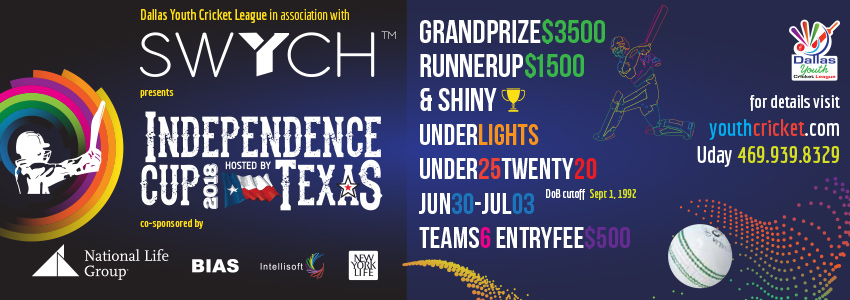 Dallas Youth Cricket League in association with
SWYCH™
presents
INDEPENDENCE
CUP 2018 HOSTED BY TEXAS
co-sponsored by
National Life
Group®
BIAS
Intellisoft
NEW
YORK
LIFE
GRANDPRIZE$3500
RUNNERUP$1500
& SHINY
UNDERLIGHTS
UNDER25TWENTY20
DoB cutoff Sept 1, 1992
JUN30-JUL03
TEAMS6 ENTRYFEE$500
Dallas
Youth
Cricket League
for details visit
youthcricket.com
Uday 469.939.8329